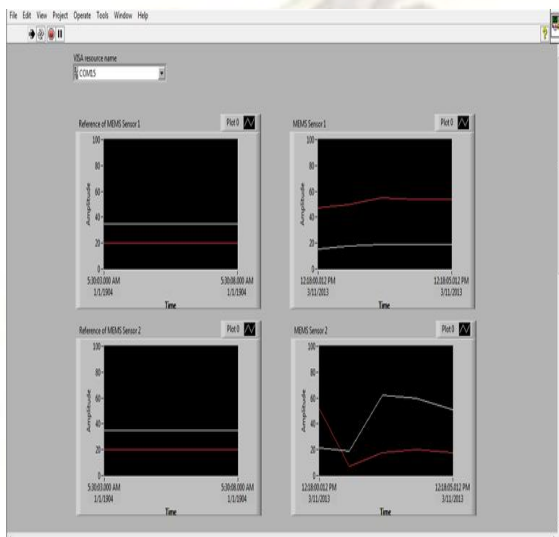 File Edit View Project Operate Tools Window Help
VISA resource name
COM15
Reference of MEMS Sensor 1
Plot 0
100
80
60
40
20
0
Amplitude
5:30:03.000 AM
1/1/1904
5:30:08.000 AM
1/1/1904
Time
MEMS Sensor 1
Plot 0
100
80
60
40
20
0
Amplitude
12:18:00.012 PM
3/11/2013
12:18:05.012 PM
3/11/2013
Time
Reference of MEMS Sensor 2
Plot 0
100
80
60
40
20
0
Amplitude
5:30:03.000 AM
1/1/1904
5:30:08.000 AM
1/1/1904
Time
MEMS Sensor 2
Plot 0
100
80
60
40
20
0
Amplitude
12:18:00.012 PM
3/11/2013
12:18:05.012 PM
3/11/2013
Time